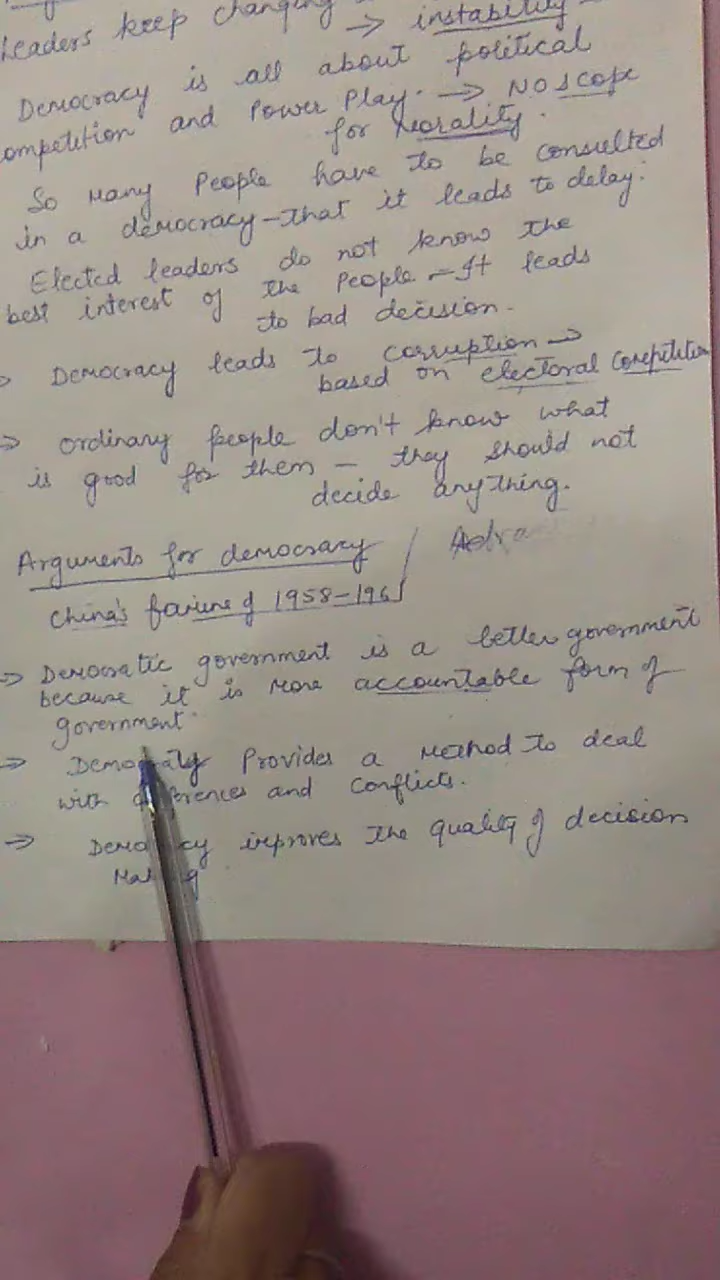 Leaders keep changing
→ instability
Democracy is all about political
ompetition and Power Play. → NO scope
for Morality.
So Many People have to be consulted
in a democracy - that it leads to delay.
Elected leaders do not know the
best interest of the People - It leads
to bad decision.
Democracy leads to corruption →
based on electoral Competition
⇒ ordinary people don't know what
is good for them - they should not
decide anything.
Arguments for democracy /
China's famine of 1958-1961
⇒ Democratic government is a better government
because it is More accountable form of
government.
⇒ Provides a Method to deal
with and Conflicts.
⇒ improves the quality of decision